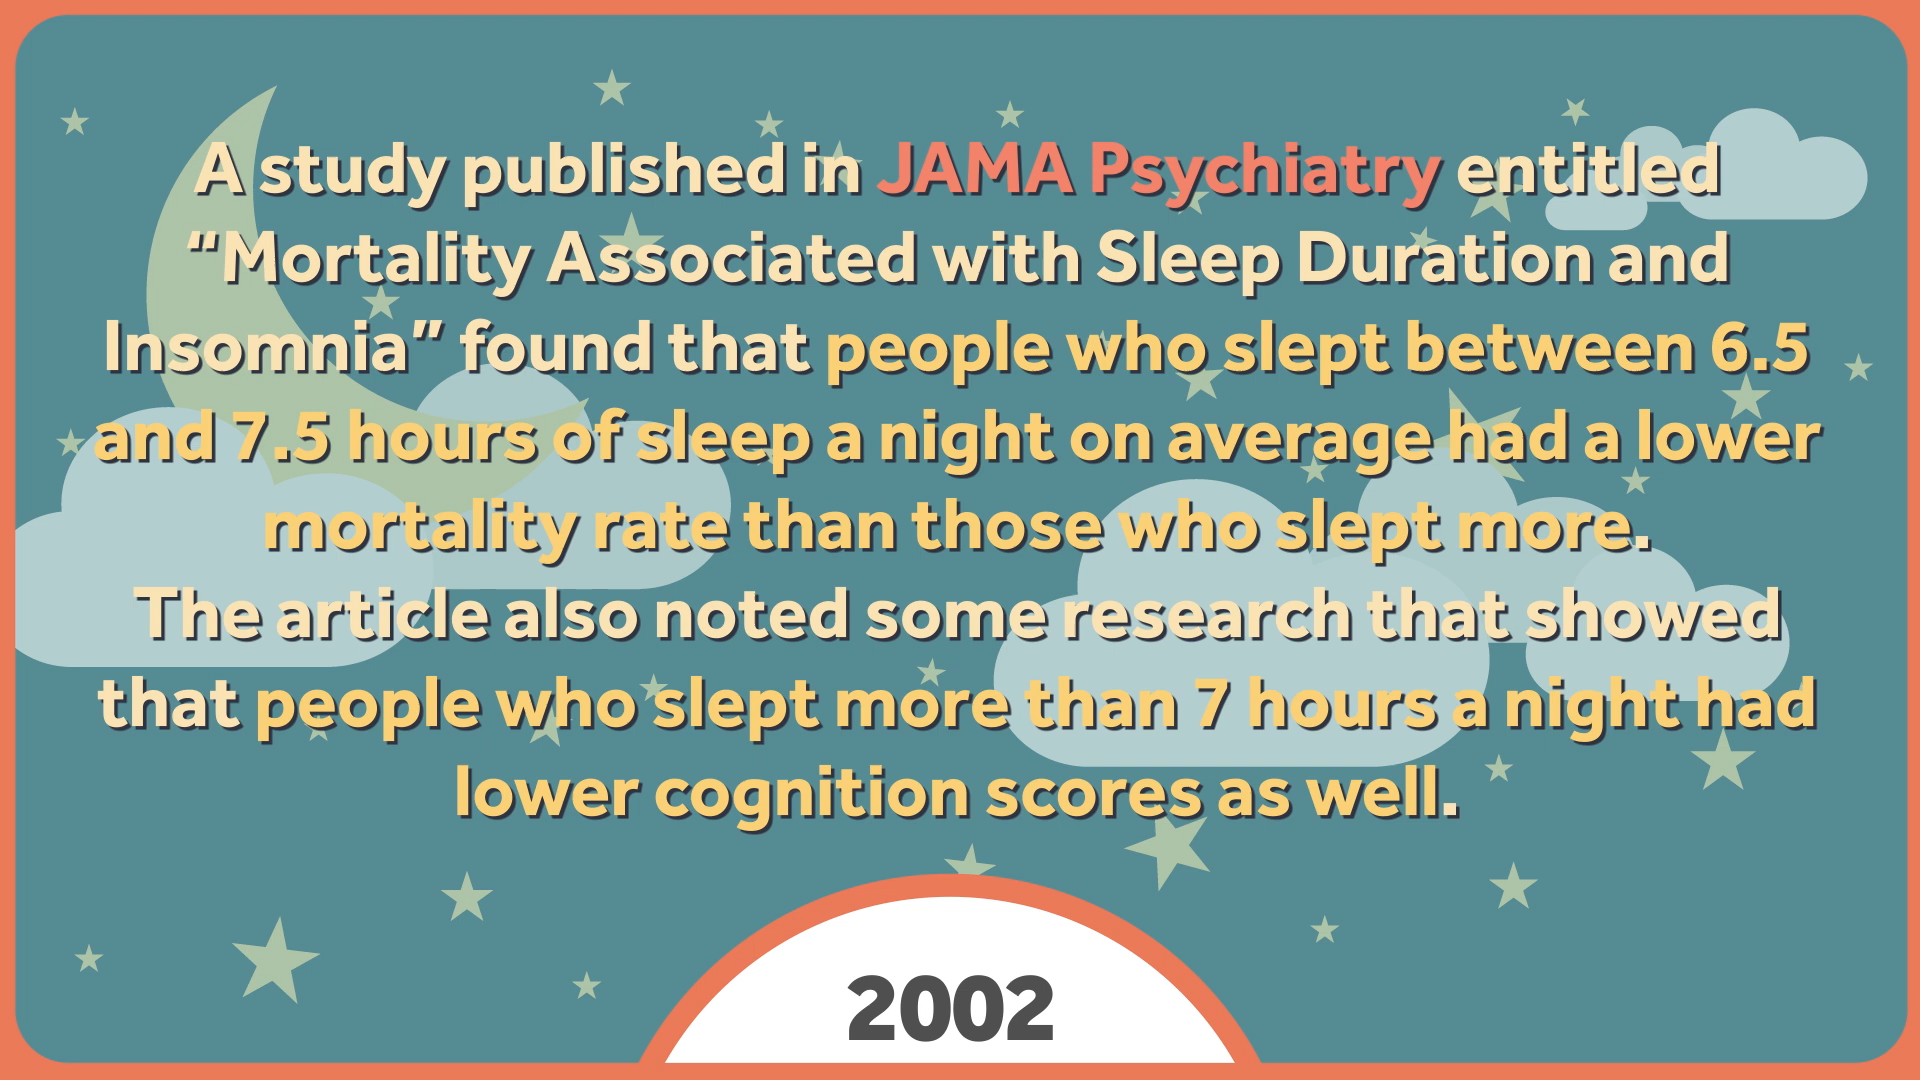 A study published in JAMA Psychiatry entitled
“Mortality Associated with Sleep Duration and
Insomnia” found that people who slept between 6.5
and 7.5 hours of sleep a night on average had a lower
mortality rate than those who slept more.
The article also noted some research that showed
that people who slept more than 7 hours a night had
lower cognition scores as well.
2002